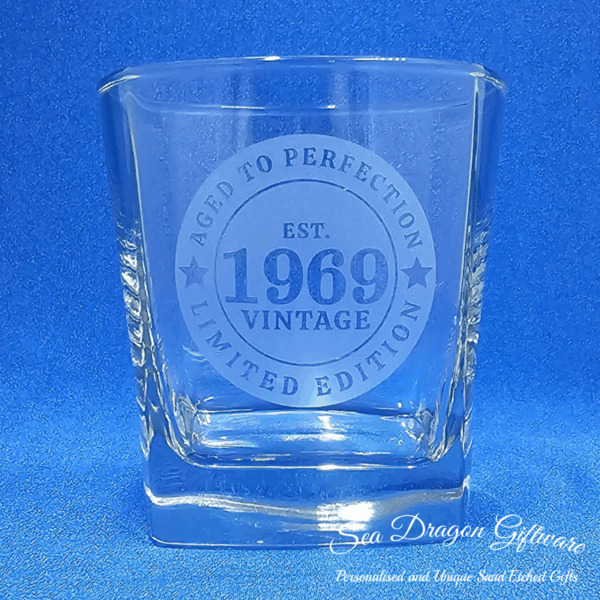 AGED TO PERFECTION
EST.
1969
VINTAGE
LIMITED EDITION
Sea Dragon Giftware
Personalised and Unique Sand Etched Gifts